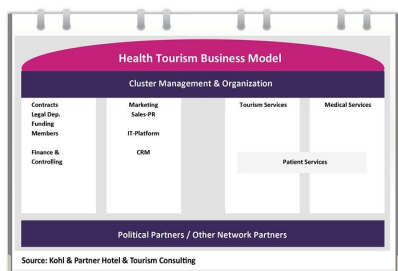 Health Tourism Business Model
Cluster Management & Organization
Contracts
Legal Dep.
Funding
Members
Finance &
Controlling
Marketing
Sales-PR
IT-Platform
CRM
Tourism Services
Medical Services
Patient Services
Political Partners / Other Network Partners
Source: Kohl & Partner Hotel & Tourism Consulting